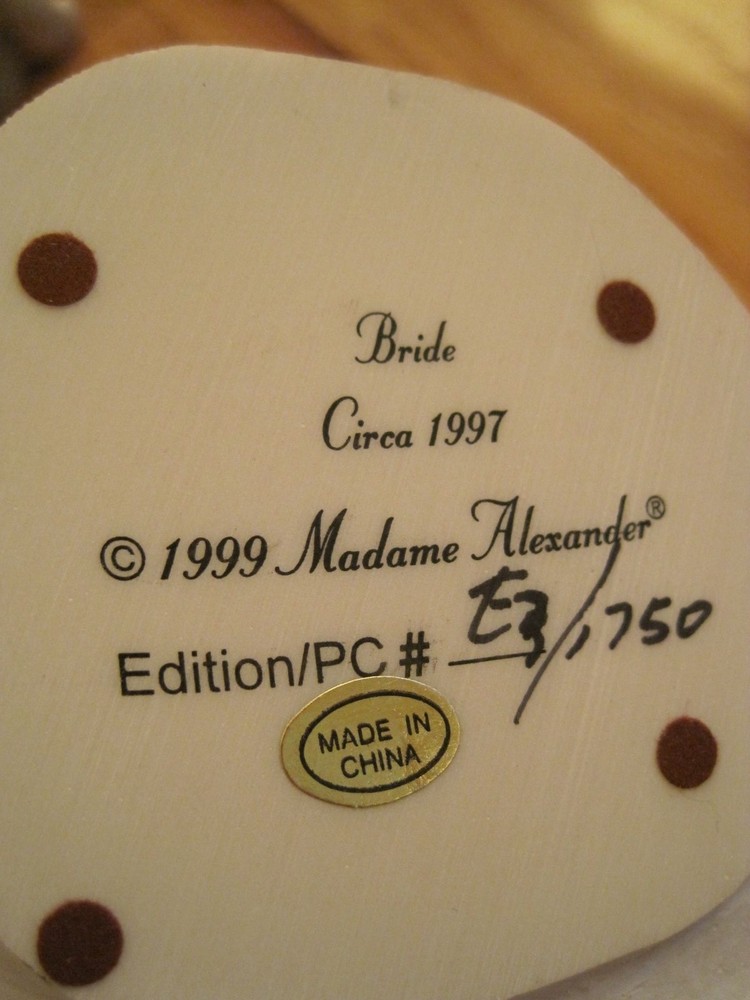 Bride
Circa 1997
© 1999 Madame Alexander®
Edition/PC # E3/1750
MADE IN
CHINA